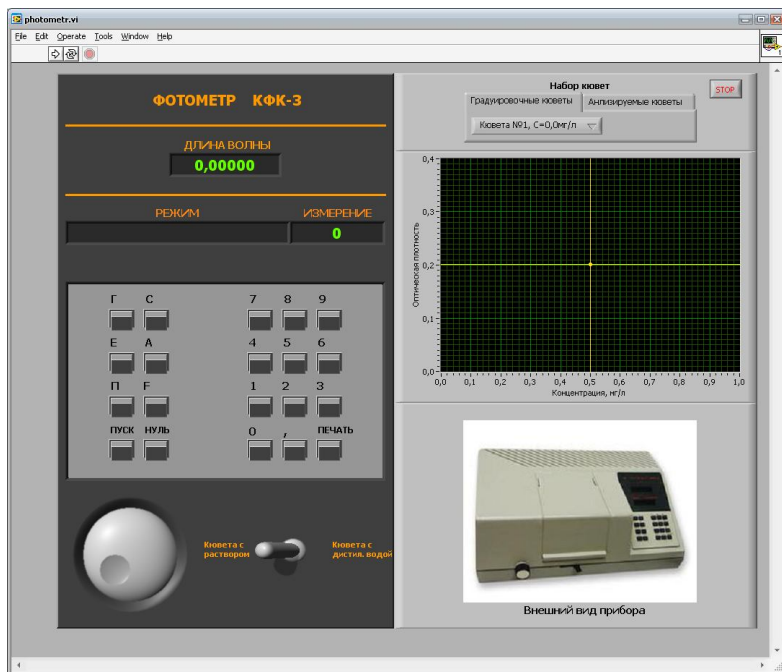 photometr.vi
File Edit Operate Tools Window Help
ФОТОМЕТР КФК-3
ДЛИНА ВОЛНЫ
0,00000
РЕЖИМ ИЗМЕРЕНИЕ
0
Г С 7 8 9
Е А 4 5 6
П F 1 2 3
ПУСК НУЛЬ 0 , ПЕЧАТЬ
Кювета с раствором
Кювета с дистил. водой
Набор кювет
STOP
Градуировочные кюветы Анлизируемые кюветы
Кювета №1, С=0,0мг/л
Оптическая плотность
0,4
0,3
0,2
0,1
0,0
0,0 0,1 0,2 0,3 0,4 0,5 0,6 0,7 0,8 0,9 1,0
Концентрация, мг/л
Внешний вид прибора